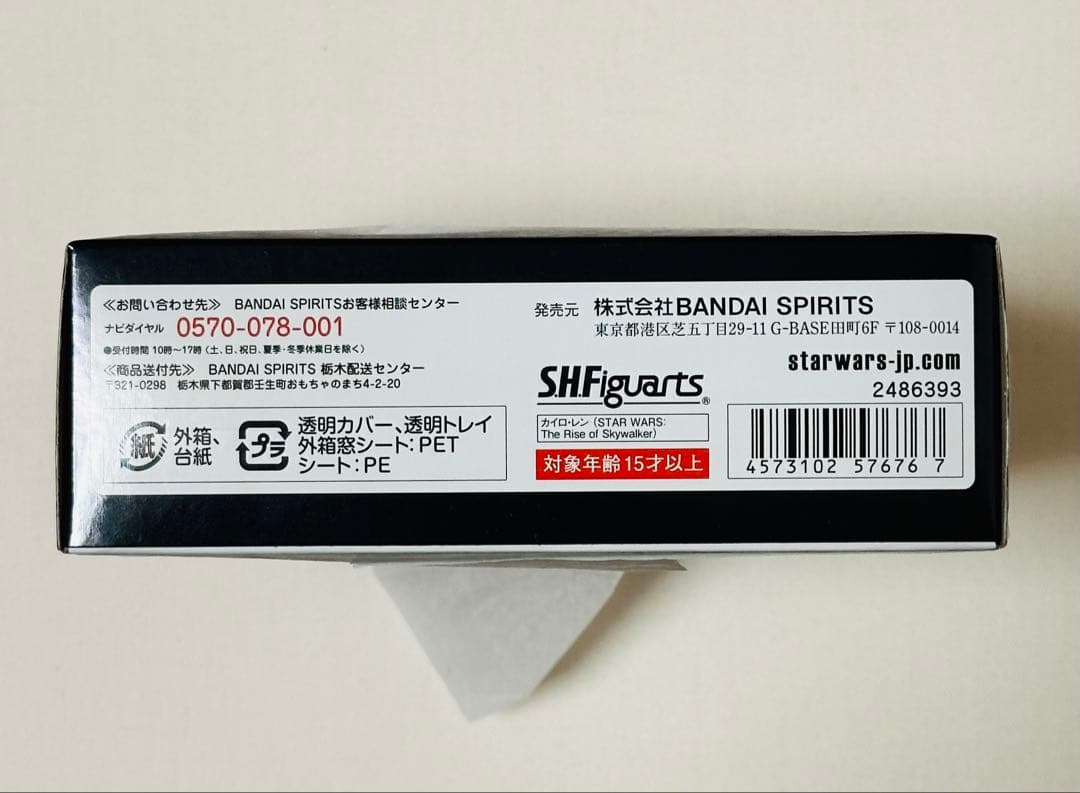 ≪お問い合わせ先≫ BANDAI SPIRITSお客様相談センター
ナビダイヤル 0570-078-001
●受付時間 10時～17時（土、日、祝日、夏季・冬季休業日を除く）
≪商品送付先≫ BANDAI SPIRITS 栃木配送センター
〒321-0298 栃木県下都賀郡壬生町おもちゃのまち4-2-20
紙
外箱、
台紙
プラ
透明カバー、透明トレイ
外箱窓シート：PET
シート：PE
発売元 株式会社BANDAI SPIRITS
東京都港区芝五丁目29-11 G-BASE田町6F 〒108-0014
starwars-jp.com
2486393
S.H.Figuarts®
カイロ・レン（STAR WARS:
The Rise of Skywalker）
対象年齢15才以上
4573102 57676 7